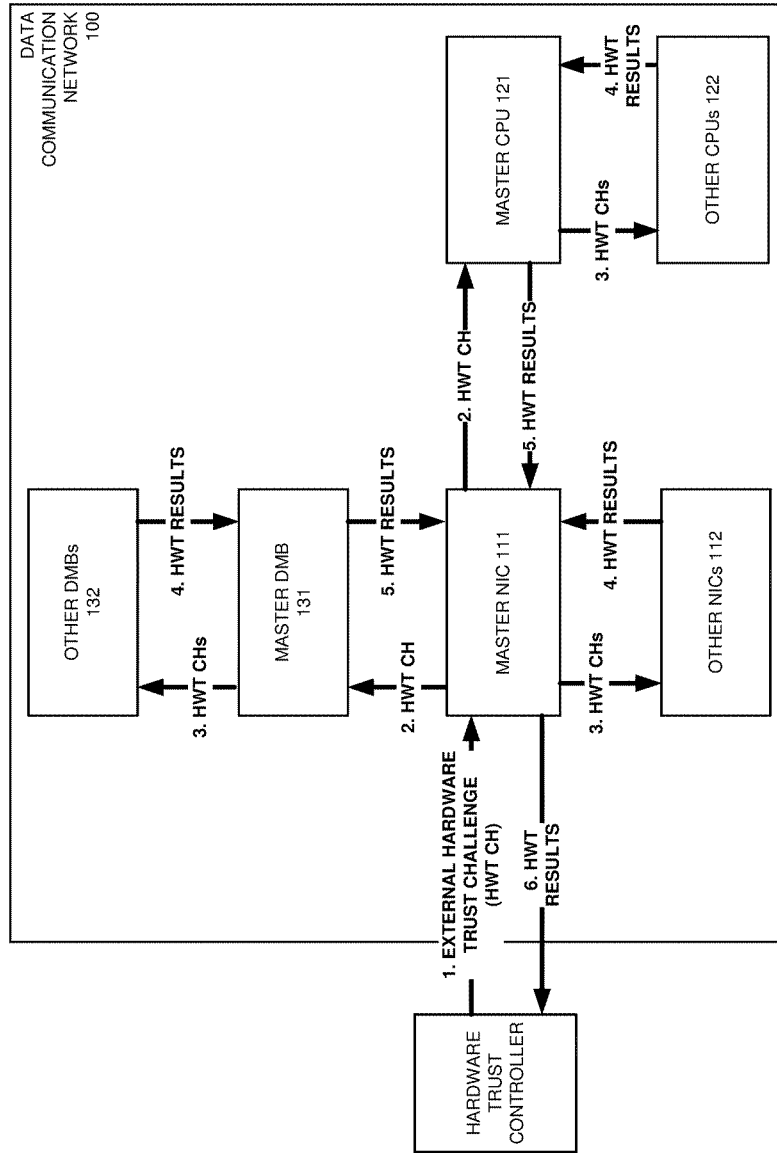 DATA
COMMUNICATION
NETWORK 100
OTHER DMBs
132
3. HWT CHs
4. HWT RESULTS
MASTER DMB
131
2. HWT CH
5. HWT RESULTS
1. EXTERNAL HARDWARE
TRUST CHALLENGE
(HWT CH)
HARDWARE
TRUST
CONTROLLER
6. HWT
RESULTS
MASTER NIC 111
2. HWT CH
5. HWT RESULTS
MASTER CPU 121
3. HWT CHs
4. HWT RESULTS
OTHER NICs 112
3. HWT CHs
4. HWT
RESULTS
OTHER CPUs 122